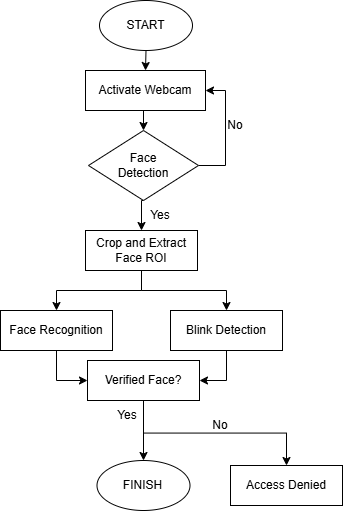 START
Activate Webcam
No
Face
Detection
Yes
Crop and Extract
Face ROI
Face Recognition
Blink Detection
Verified Face?
Yes
No
FINISH
Access Denied